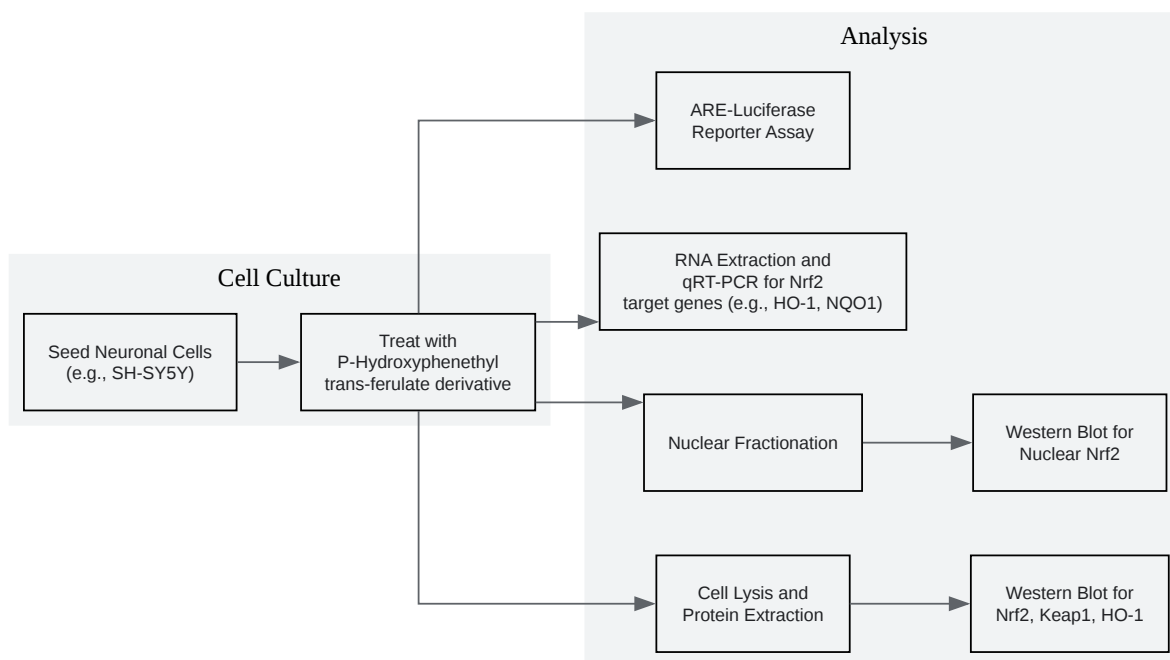 Analysis
ARE-Luciferase
Reporter Assay
RNA Extraction and
qRT-PCR for Nrf2
target genes (e.g., HO-1, NQO1)
Cell Culture
Seed Neuronal Cells
(e.g., SH-SY5Y)
Treat with
P-Hydroxyphenethyl
trans-ferulate derivative
Nuclear Fractionation
Western Blot for
Nuclear Nrf2
Cell Lysis and
Protein Extraction
Western Blot for
Nrf2, Keap1, HO-1